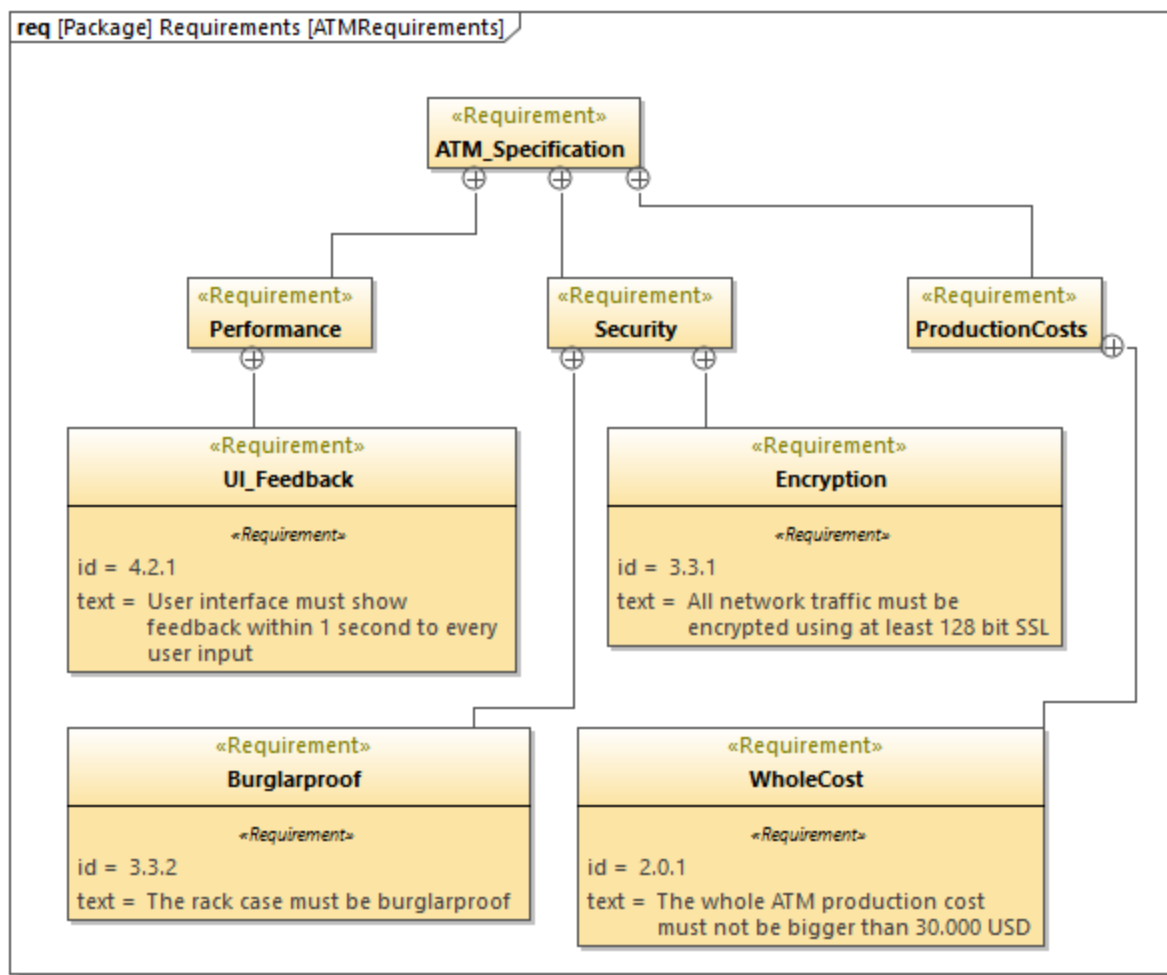 req [Package] Requirements [ATMRequirements]
«Requirement»
ATM_Specification
«Requirement»
Performance
«Requirement»
Security
«Requirement»
ProductionCosts
«Requirement»
UI_Feedback
«Requirement»
id = 4.2.1
text = User interface must show
feedback within 1 second to every
user input
«Requirement»
Encryption
«Requirement»
id = 3.3.1
text = All network traffic must be
encrypted using at least 128 bit SSL
«Requirement»
Burglarproof
«Requirement»
id = 3.3.2
text = The rack case must be burglarproof
«Requirement»
WholeCost
«Requirement»
id = 2.0.1
text = The whole ATM production cost
must not be bigger than 30.000 USD